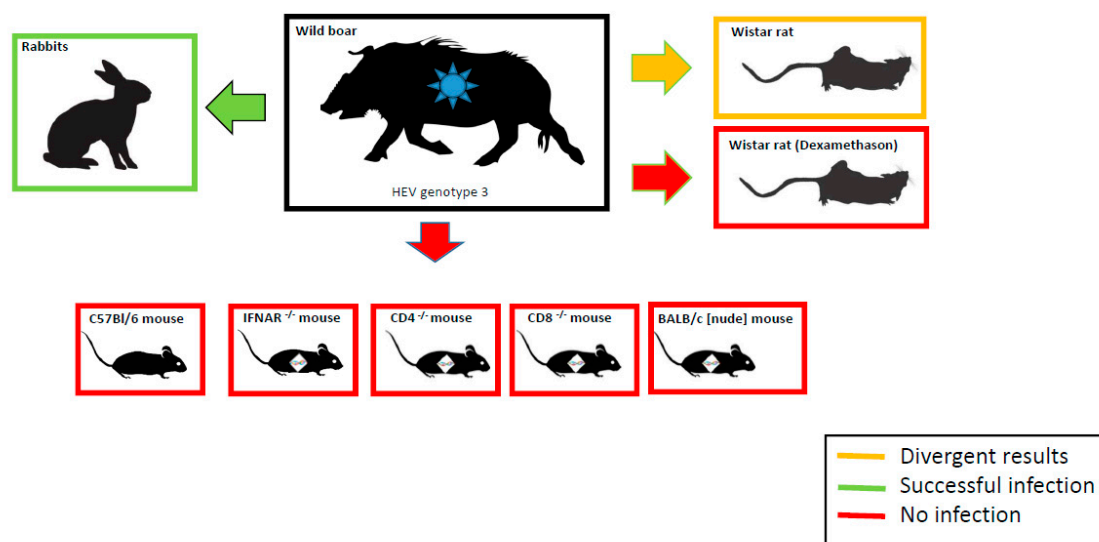 Rabbits
Wild boar
HEV genotype 3
Wistar rat
Wistar rat (Dexamethason)
C57Bl/6 mouse
IFNAR -/- mouse
CD4 -/- mouse
CD8 -/- mouse
BALB/c [nude] mouse
Divergent results
Successful infection
No infection